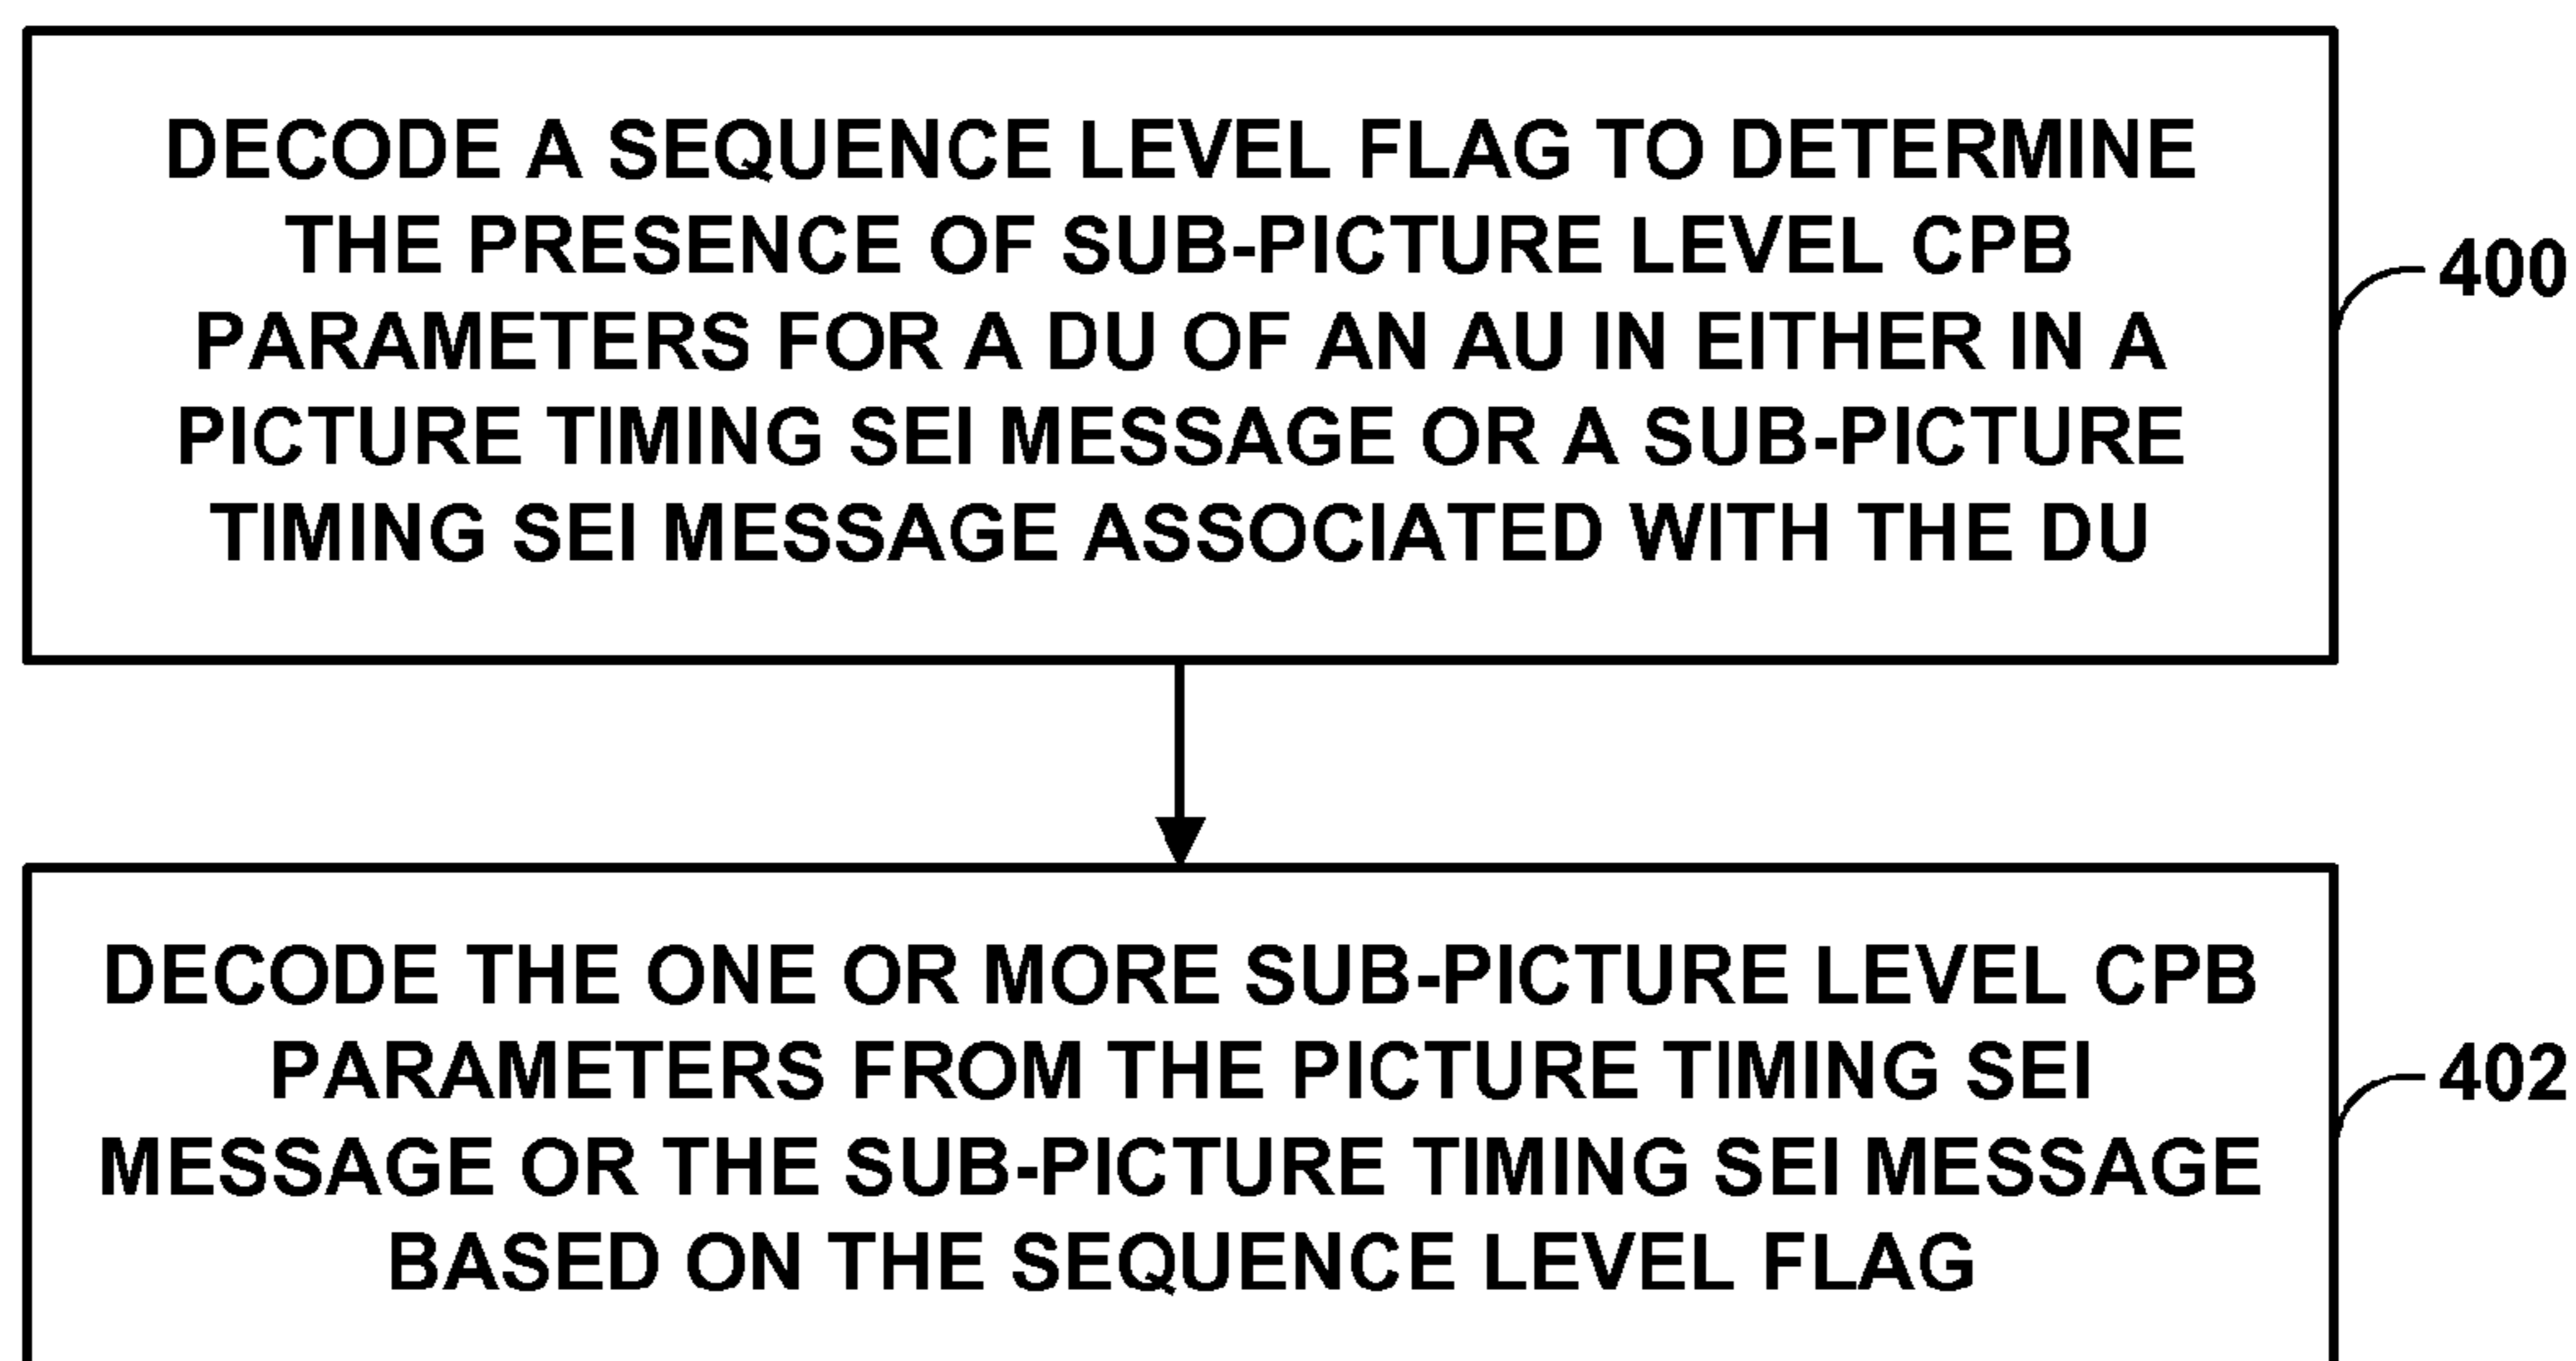 DECODE A SEQUENCE LEVEL FLAG TO DETERMINE
THE PRESENCE OF SUB-PICTURE LEVEL CPB
PARAMETERS FOR A DU OF AN AU IN EITHER IN A
PICTURE TIMING SEI MESSAGE OR A SUB-PICTURE
TIMING SEI MESSAGE ASSOCIATED WITH THE DU
400
DECODE THE ONE OR MORE SUB-PICTURE LEVEL CPB
PARAMETERS FROM THE PICTURE TIMING SEI
MESSAGE OR THE SUB-PICTURE TIMING SEI MESSAGE
BASED ON THE SEQUENCE LEVEL FLAG
402